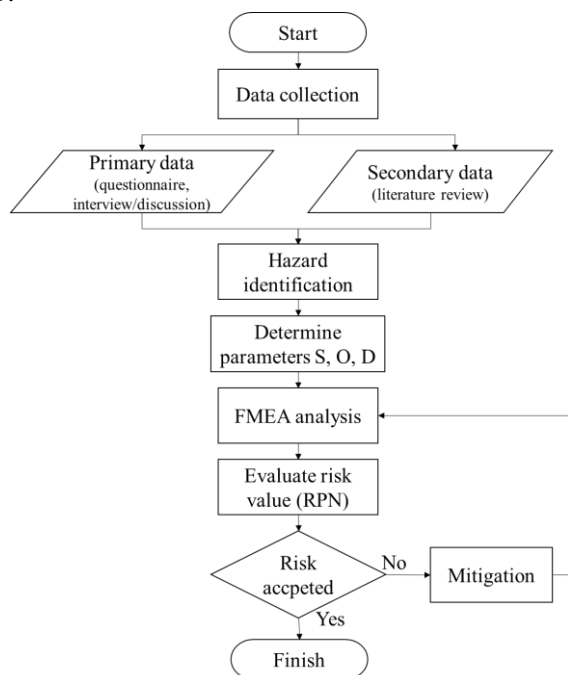 Start
Data collection
Primary data
(questionnaire,
interview/discussion)
Secondary data
(literature review)
Hazard
identification
Determine
parameters S, O, D
FMEA analysis
Evaluate risk
value (RPN)
Risk
accpeted
No
Mitigation
Yes
Finish